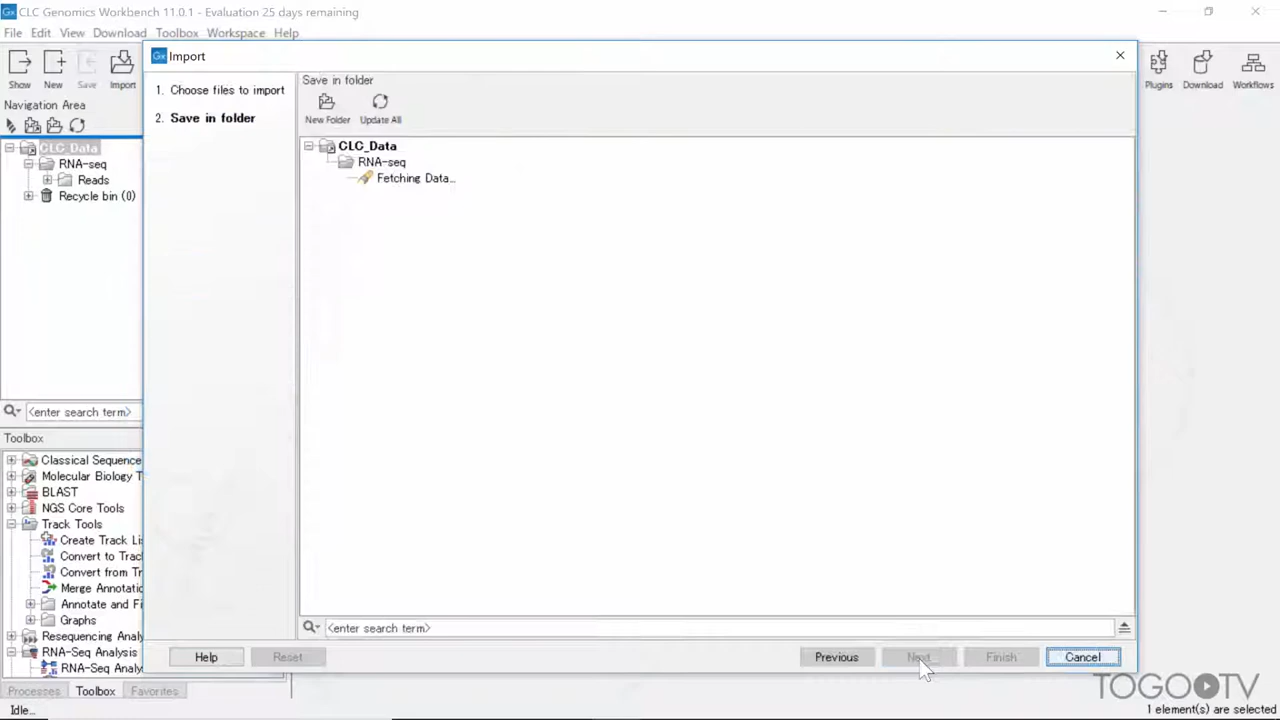 CLC Genomics Workbench 11.0.1 - Evaluation 25 days remaining
File Edit View Download Toolbox Workspace Help
Show New Save Import
Plugins Download Workflows
Navigation Area
CLC_Data
RNA-seq
Reads
Recycle bin (0)
<enter search term>
Toolbox
Classical Sequence
Molecular Biology T
BLAST
NGS Core Tools
Track Tools
Create Track Li
Convert to Trac
Convert from Tr
Merge Annotatio
Annotate and Fi
Graphs
Resequencing Analy
RNA-Seq Analysis
RNA-Seq Analy
Processes Toolbox Favorites
Idle...
Import
1. Choose files to import
2. Save in folder
Save in folder
New Folder Update All
CLC_Data
RNA-seq
Fetching Data...
<enter search term>
Help Reset Previous Next Finish Cancel
TOGOTV
1 element(s) are selected